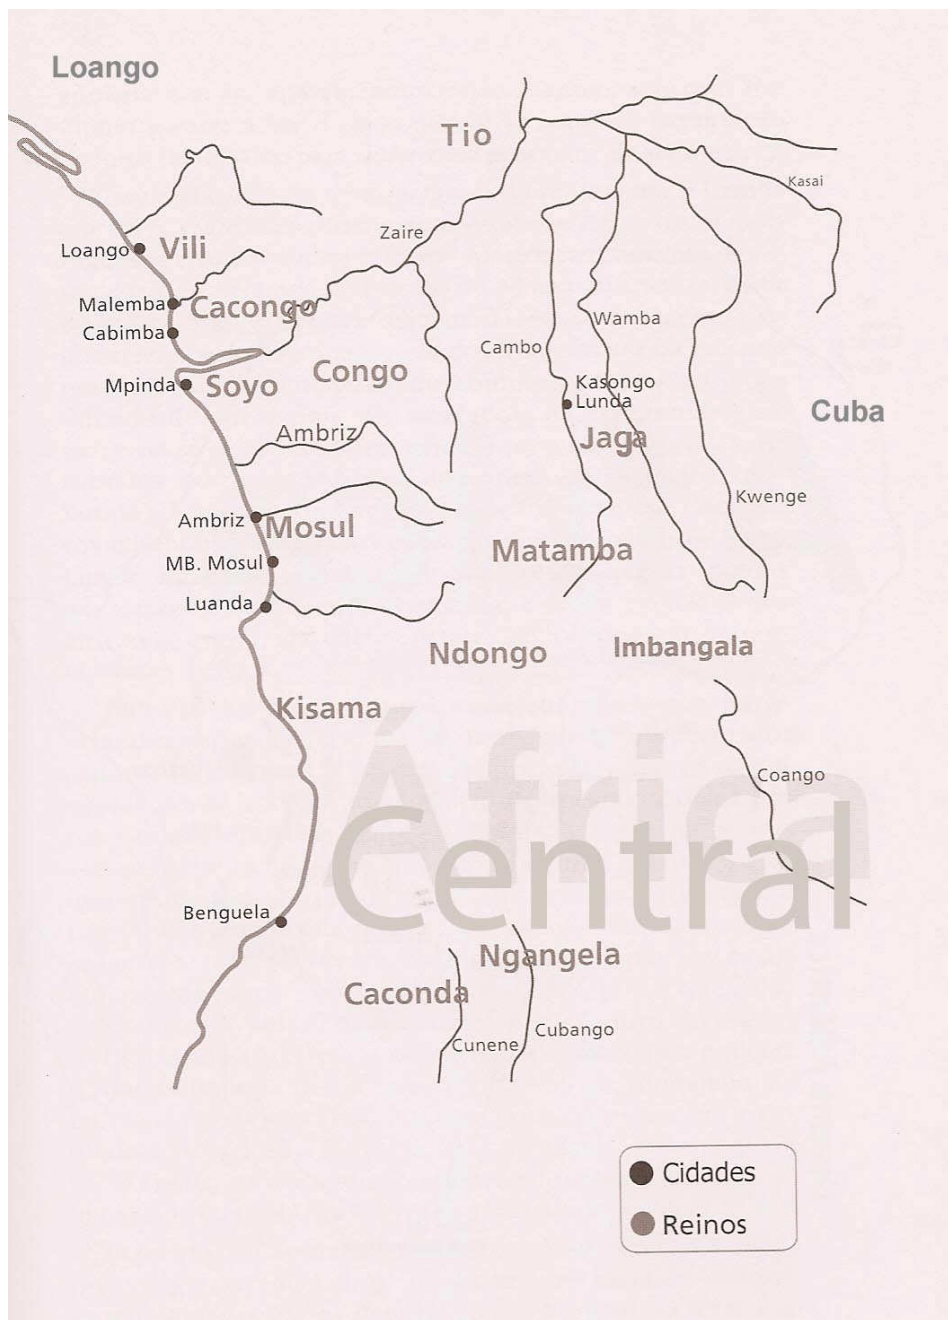 Loango
Tio
Kasai
Zaire
Loango
Vili
Malemba
Cacongo
Cabimba
Wamba
Cambo
Congo
Mpinda
Soyo
Kasongo
Lunda
Cuba
Ambriz
Jaga
Kwenge
Ambriz
Mosul
Matamba
MB. Mosul
Luanda
Ndongo
Imbangala
Kisama
África
Coango
Central
Benguela
Ngangela
Caconda
Cubango
Cunene
Cidades
Reinos